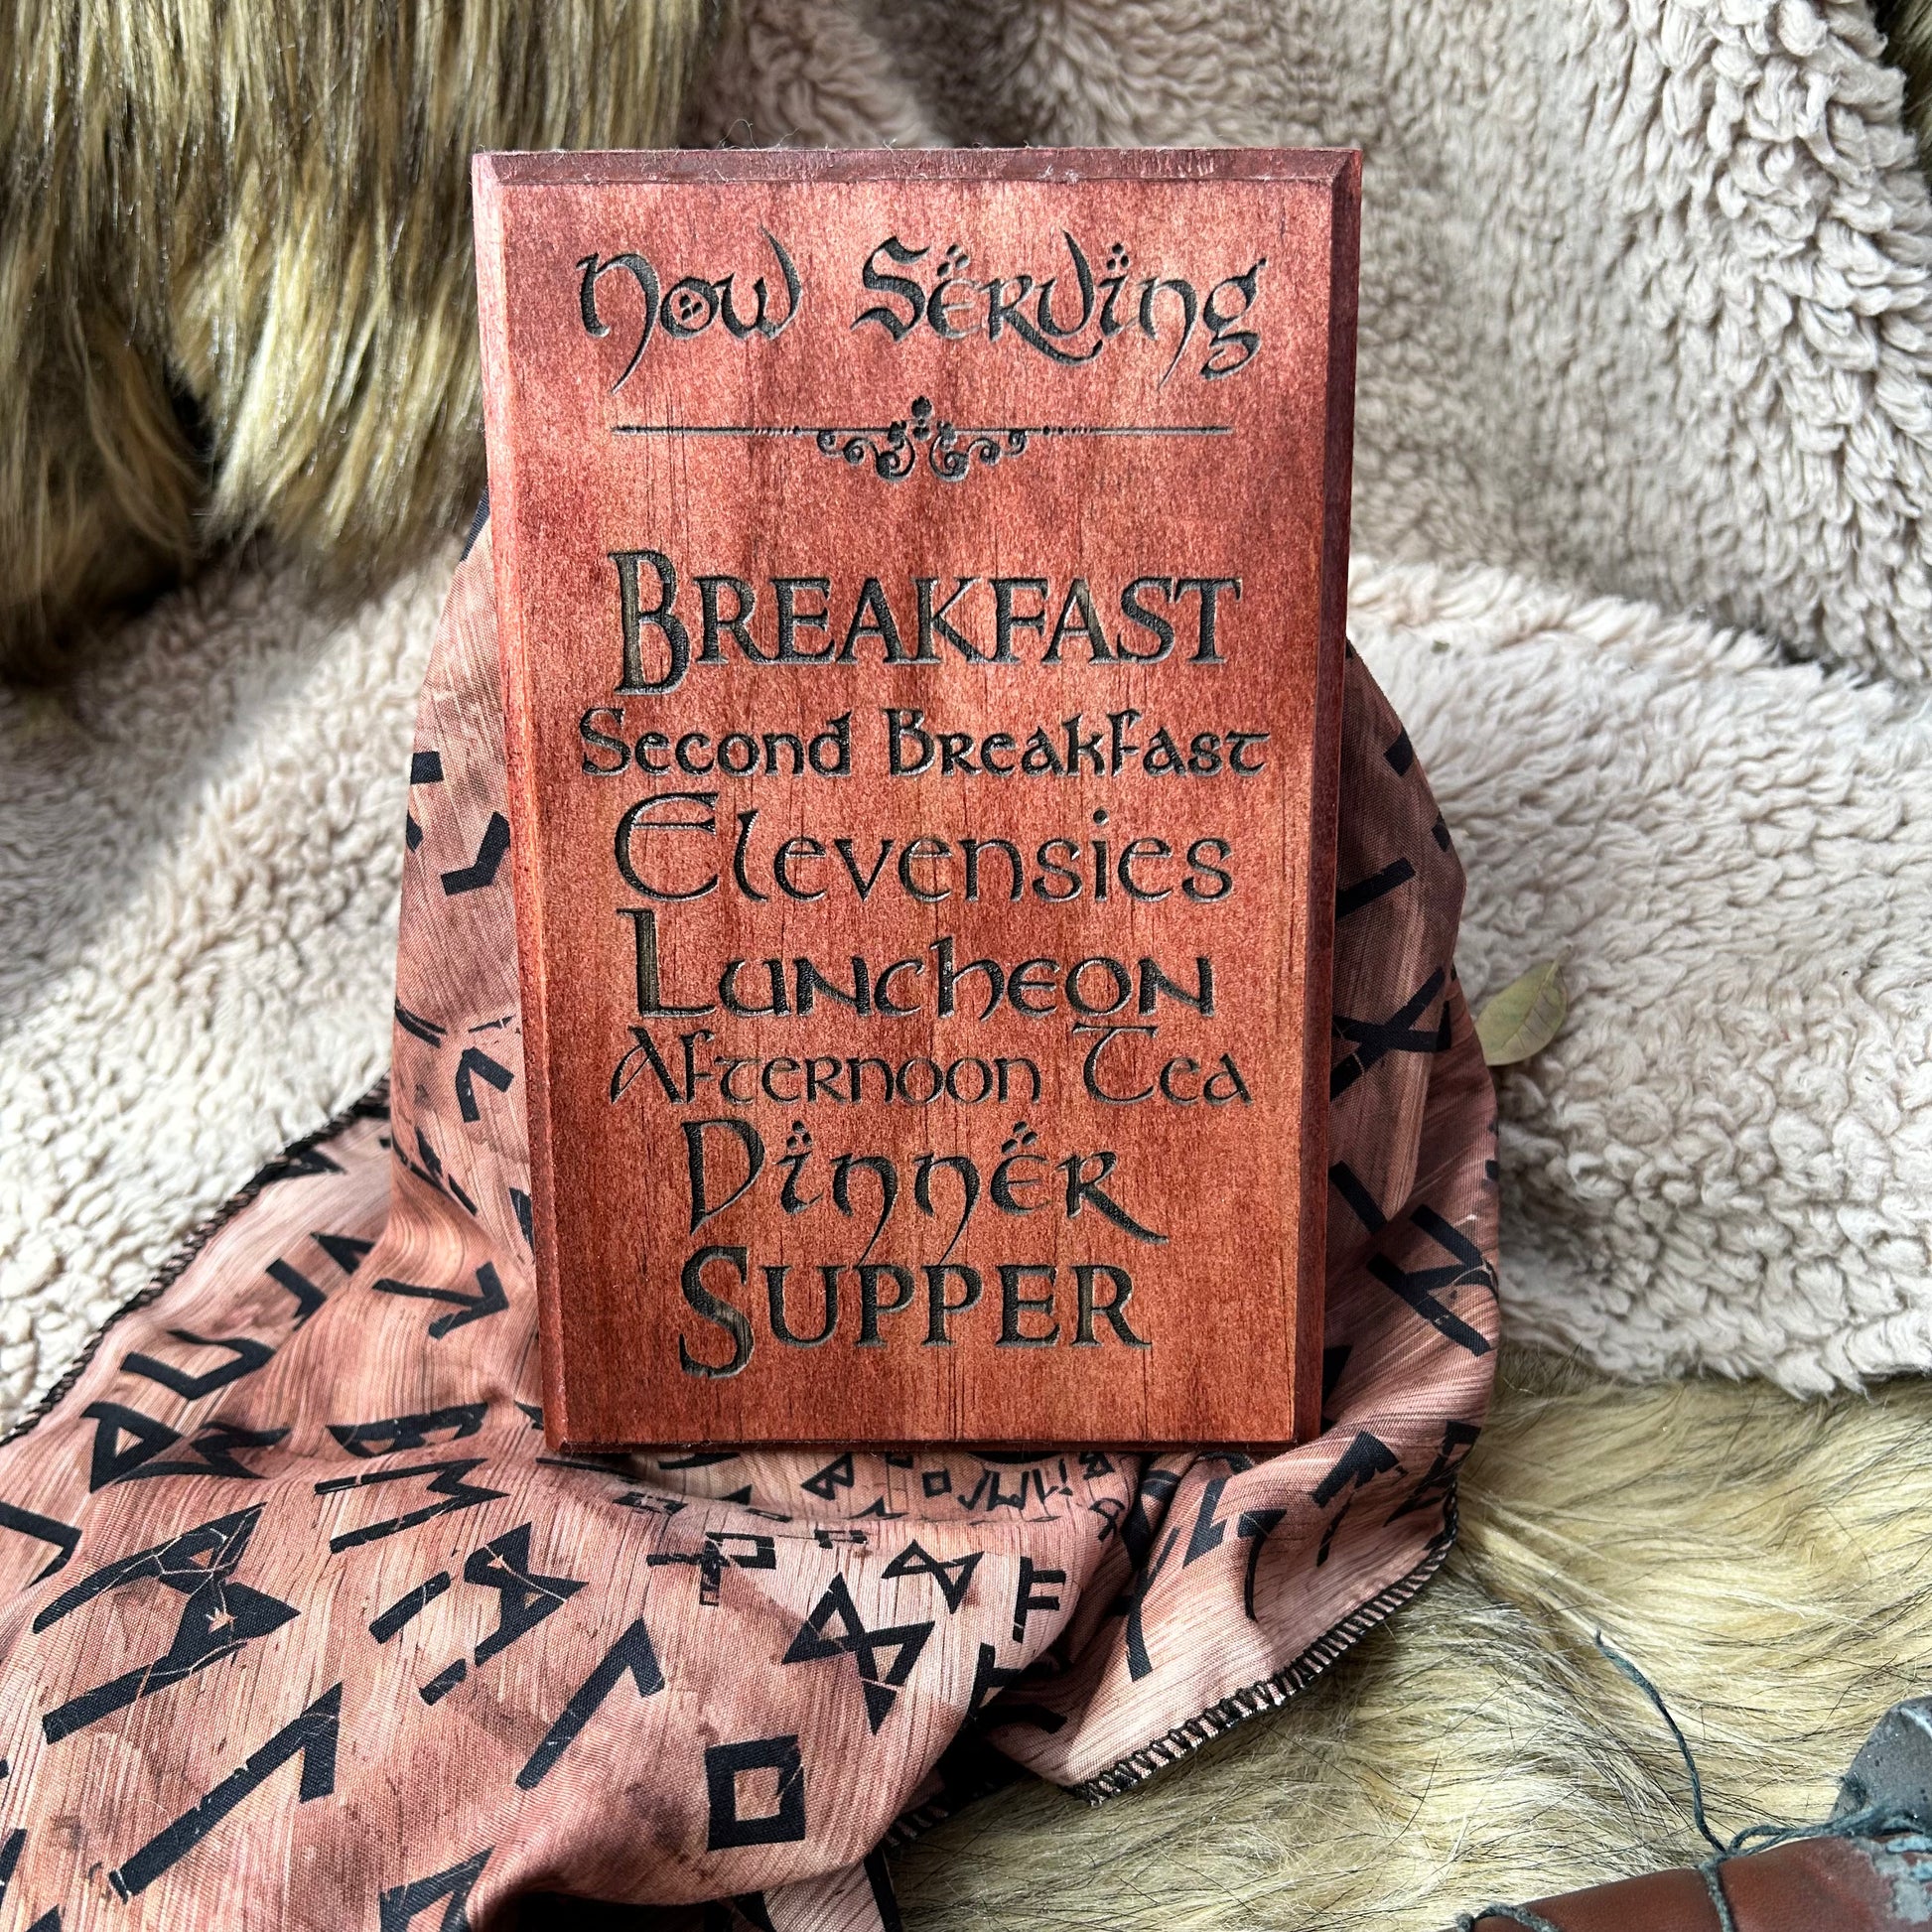 Now Serving
Breakfast
Second Breakfast
Elevensies
Luncheon
Afternoon Tea
Dinner
Supper